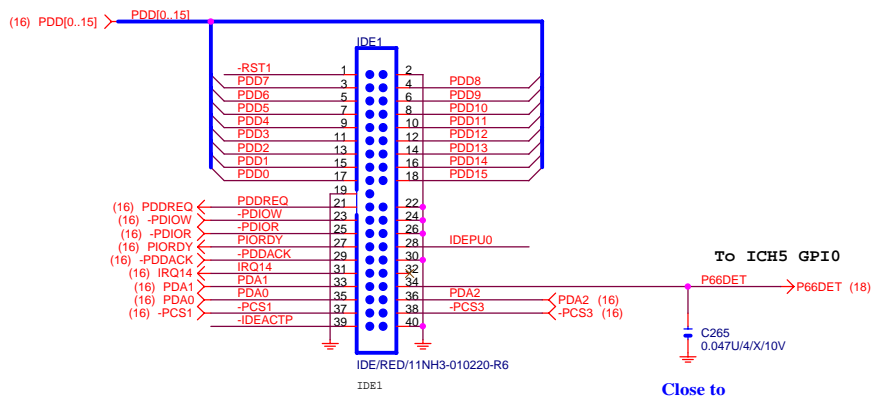 (16) PDD[0..15] PDD[0..15]
IDE1
-RST1 1 2
PDD7 3 4 PDD8
PDD6 5 6 PDD9
PDD5 7 8 PDD10
PDD4 9 10 PDD11
PDD3 11 12 PDD12
PDD2 13 14 PDD13
PDD1 15 16 PDD14
PDD0 17 18 PDD15
19
(16) PDDREQ PDDREQ 21 22
(16) -PDIOW -PDIOW 23 24
(16) -PDIOR -PDIOR 25 26
(16) PIORDY PIORDY 27 28 IDEPU0
(16) -PDDACK -PDDACK 29 30
(16) IRQ14 IRQ14 31 32
(16) PDA1 PDA1 33 34
(16) PDA0 PDA0 35 36 PDA2 PDA2 (16)
(16) -PCS1 -PCS1 37 38 -PCS3 -PCS3 (16)
-IDEACTP 39 40
To ICH5 GPI0
P66DET P66DET (18)
C265
0.047U/4/X/10V
IDE/RED/11NH3-010220-R6
IDE1
Close to